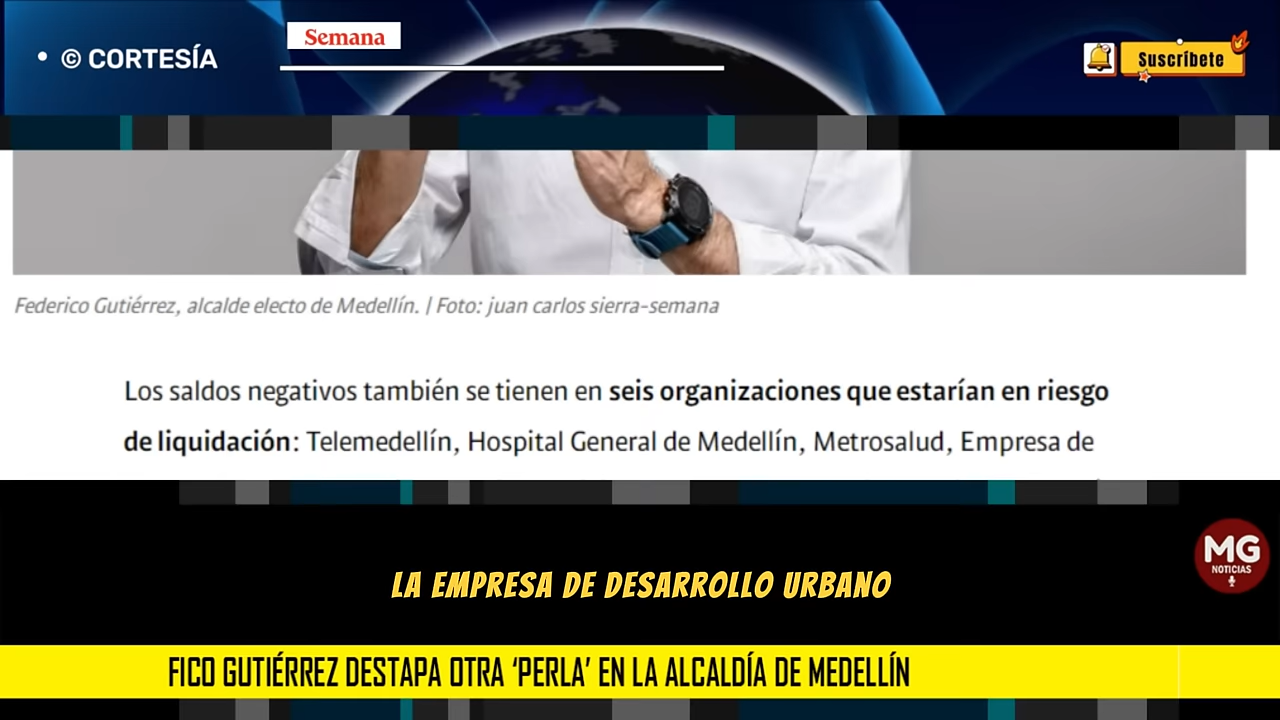 • © CORTESÍA
Semana
Suscríbete
Federico Gutiérrez, alcalde electo de Medellín. | Foto: juan carlos sierra-semana
Los saldos negativos también se tienen en seis organizaciones que estarían en riesgo
de liquidación: Telemedellín, Hospital General de Medellín, Metrosalud, Empresa de
MG
NOTICIAS
LA EMPRESA DE DESARROLLO URBANO
FICO GUTIÉRREZ DESTAPA OTRA ‘PERLA’ EN LA ALCALDÍA DE MEDELLÍN